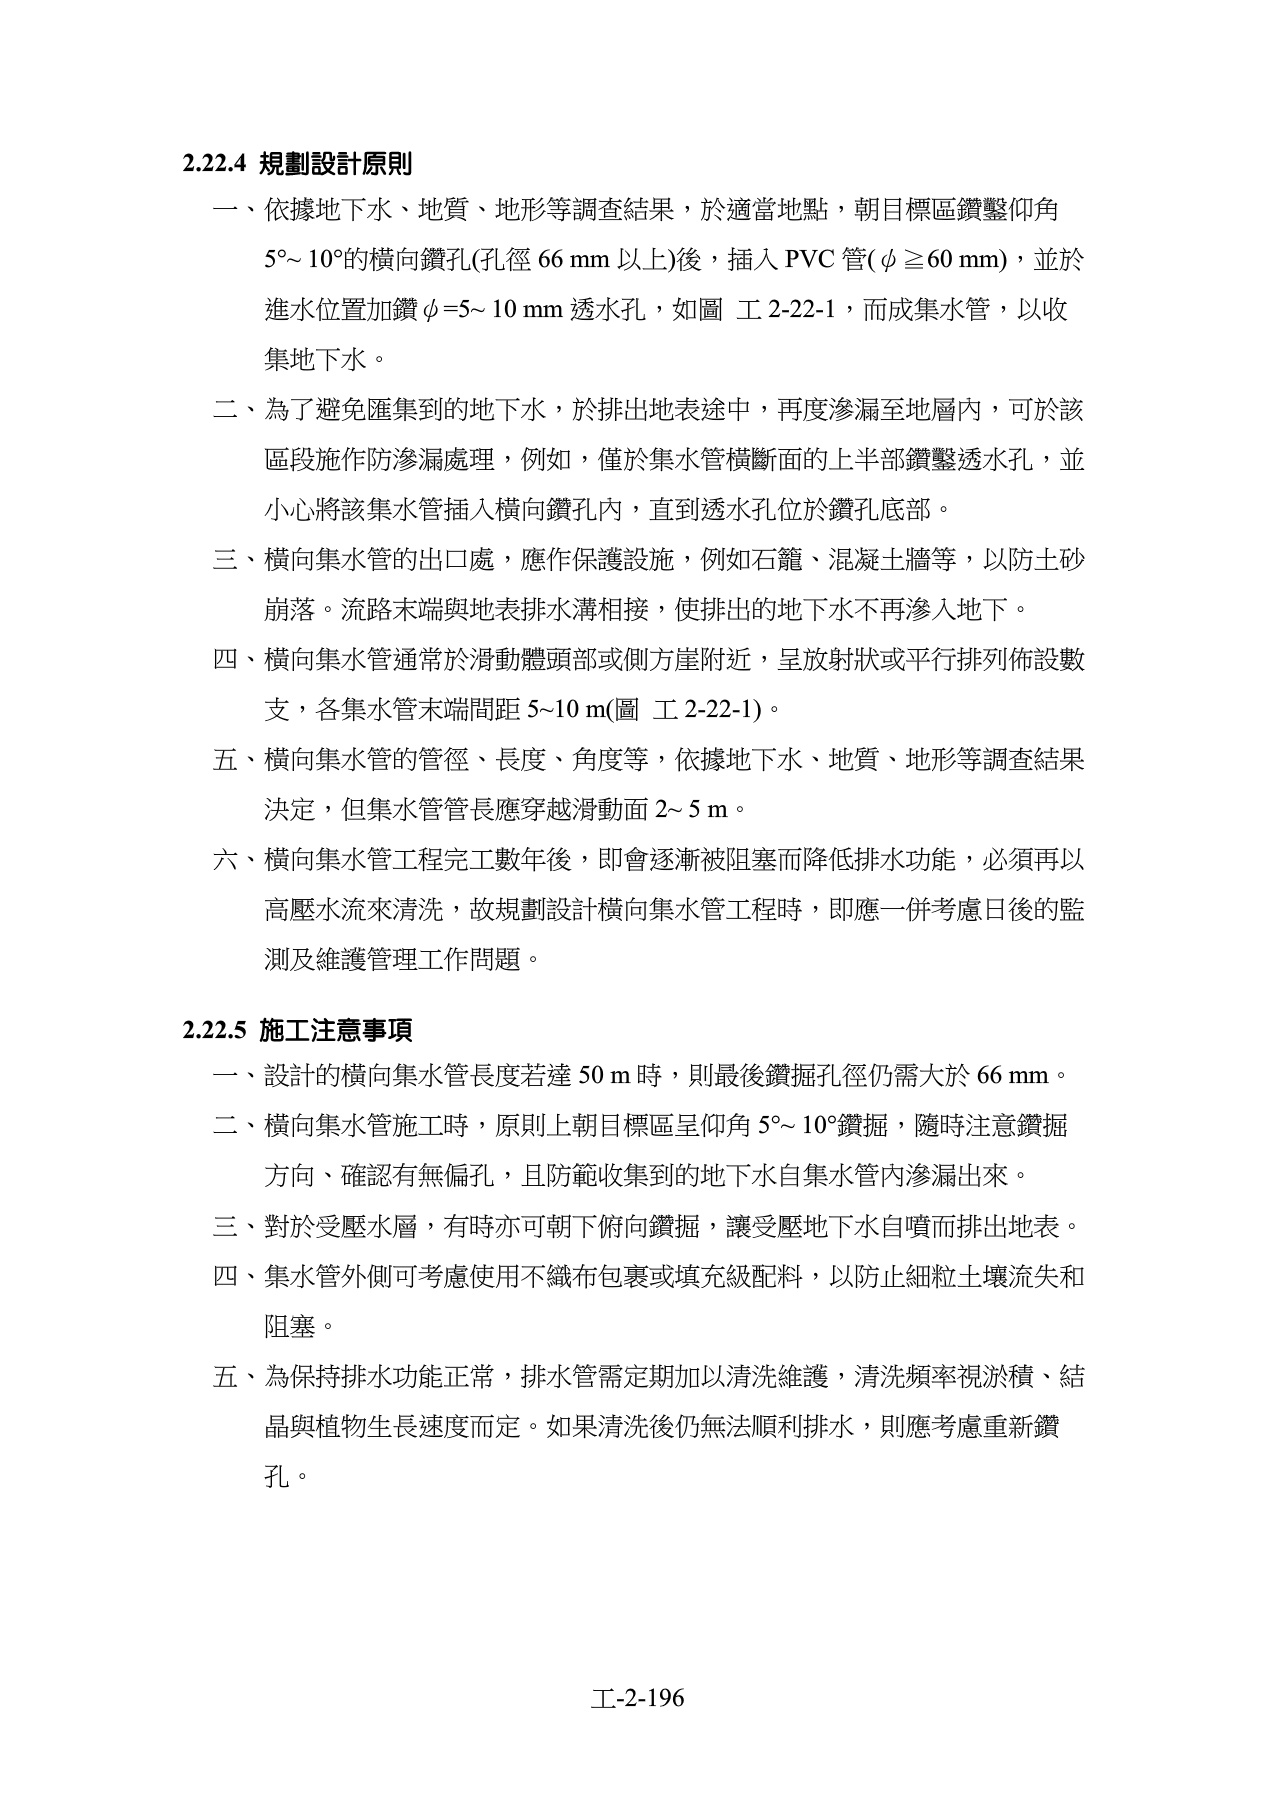 2.22.4 規劃設計原則
一、依據地下水、地質、地形等調查結果，於適當地點，朝目標區鑽鑿仰角
5°~ 10°的橫向鑽孔(孔徑 66 mm 以上)後，插入 PVC 管(φ≧60 mm)，並於
進水位置加鑽φ=5~ 10 mm 透水孔，如圖 工 2-22-1，而成集水管，以收
集地下水。
二、為了避免匯集到的地下水，於排出地表途中，再度滲漏至地層內，可於該
區段施作防滲漏處理，例如，僅於集水管橫斷面的上半部鑽鑿透水孔，並
小心將該集水管插入橫向鑽孔內，直到透水孔位於鑽孔底部。
三、橫向集水管的出口處，應作保護設施，例如石籠、混凝土牆等，以防土砂
崩落。流路末端與地表排水溝相接，使排出的地下水不再滲入地下。
四、橫向集水管通常於滑動體頭部或側方崖附近，呈放射狀或平行排列佈設數
支，各集水管末端間距 5~10 m(圖 工 2-22-1)。
五、橫向集水管的管徑、長度、角度等，依據地下水、地質、地形等調查結果
決定，但集水管管長應穿越滑動面 2~ 5 m。
六、橫向集水管工程完工數年後，即會逐漸被阻塞而降低排水功能，必須再以
高壓水流來清洗，故規劃設計橫向集水管工程時，即應一併考慮日後的監
測及維護管理工作問題。
2.22.5 施工注意事項
一、設計的橫向集水管長度若達 50 m 時，則最後鑽掘孔徑仍需大於 66 mm。
二、橫向集水管施工時，原則上朝目標區呈仰角 5°~ 10°鑽掘，隨時注意鑽掘
方向、確認有無偏孔，且防範收集到的地下水自集水管內滲漏出來。
三、對於受壓水層，有時亦可朝下俯向鑽掘，讓受壓地下水自噴而排出地表。
四、集水管外側可考慮使用不織布包裹或填充級配料，以防止細粒土壤流失和
阻塞。
五、為保持排水功能正常，排水管需定期加以清洗維護，清洗頻率視淤積、結
晶與植物生長速度而定。如果清洗後仍無法順利排水，則應考慮重新鑽
孔。
工-2-196